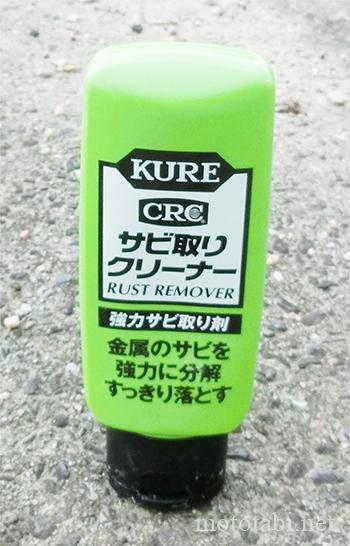 KURE
CRC
サビ取り
クリーナー
RUST REMOVER
強力サビ取り剤
金属のサビを
強力に分解
すっきり落とす
mototabi.net